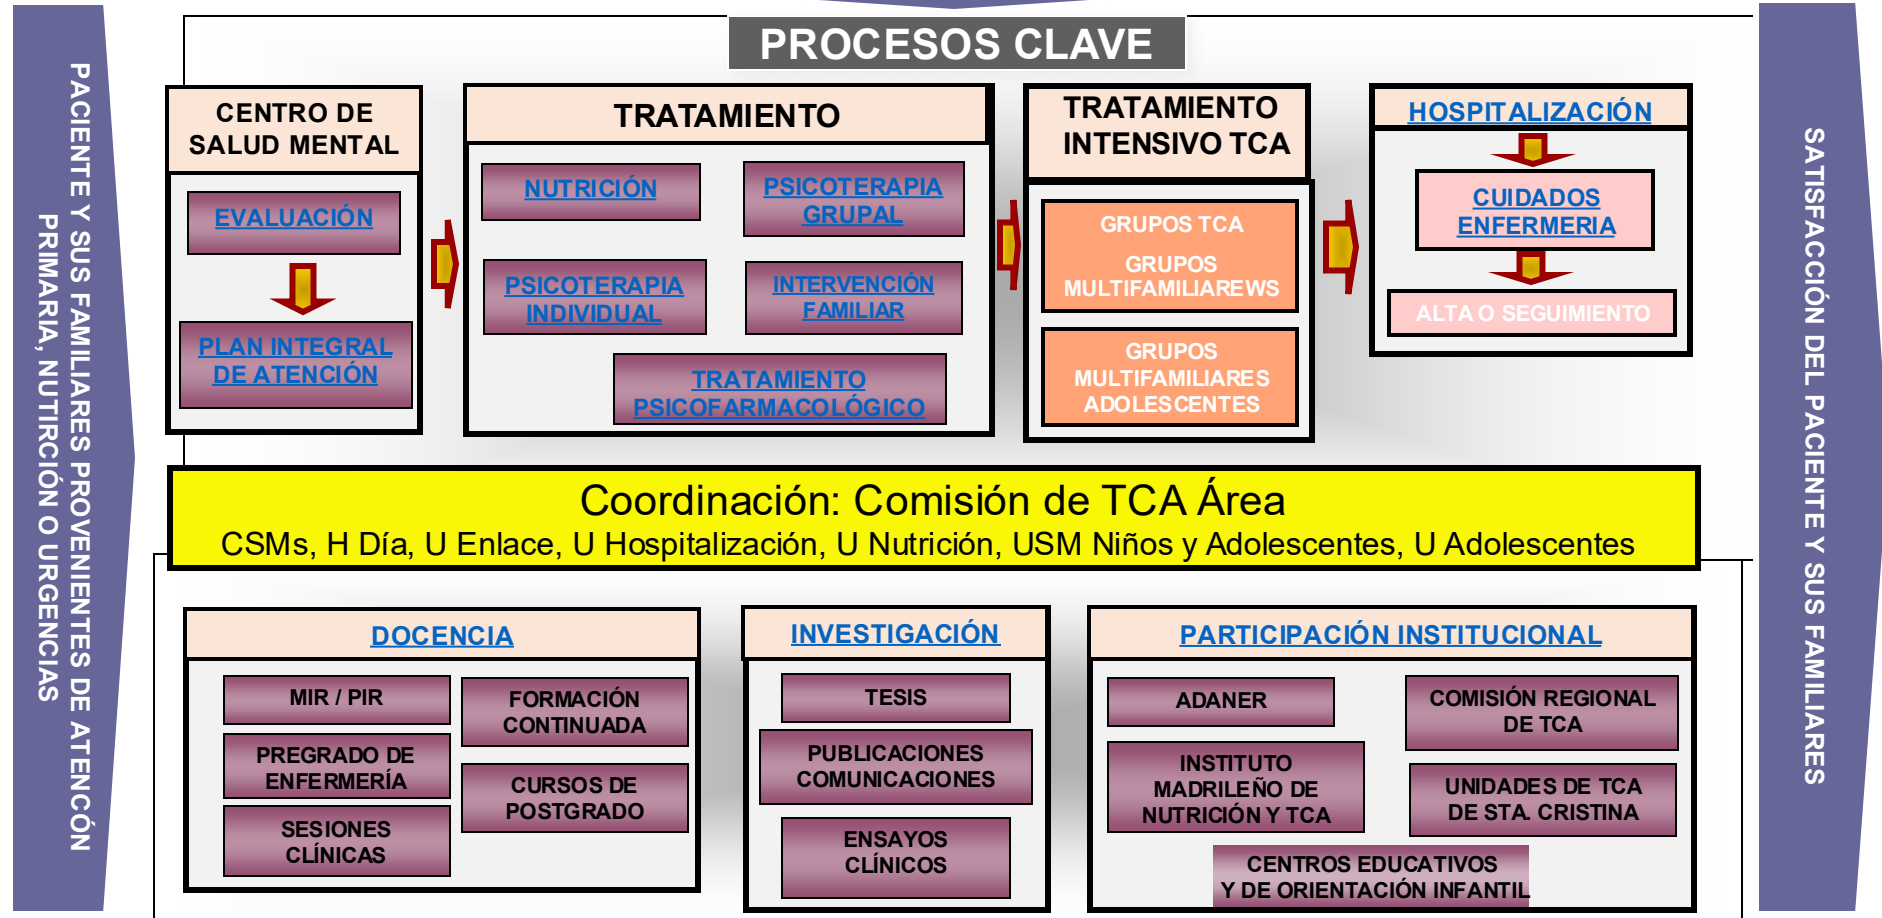 PROCESOS CLAVE
PACIENTE Y SUS FAMILIARES PROVENIENTES DE ATENCÓN
PRIMARIA, NUTIRCIÓN O URGENCIAS
CENTRO DE
SALUD MENTAL
EVALUACIÓN
PLAN INTEGRAL
DE ATENCIÓN
TRATAMIENTO
NUTRICIÓN
PSICOTERAPIA
GRUPAL
PSICOTERAPIA
INDIVIDUAL
INTERVENCIÓN
FAMILIAR
TRATAMIENTO
PSICOFARMACOLÓGICO
TRATAMIENTO
INTENSIVO TCA
GRUPOS TCA
GRUPOS
MULTIFAMILIAREWS
GRUPOS
MULTIFAMILIARES
ADOLESCENTES
HOSPITALIZACIÓN
CUIDADOS
ENFERMERIA
ALTA O SEGUIMIENTO
SATISFACCIÓN DEL PACIENTE Y SUS FAMILIARES
Coordinación: Comisión de TCA Área
CSMs, H Día, U Enlace, U Hospitalización, U Nutrición, USM Niños y Adolescentes, U Adolescentes
DOCENCIA
MIR / PIR
FORMACIÓN
CONTINUADA
PREGRADO DE
ENFERMERÍA
CURSOS DE
POSTGRADO
SESIONES
CLÍNICAS
INVESTIGACIÓN
TESIS
PUBLICACIONES
COMUNICACIONES
ENSAYOS
CLÍNICOS
PARTICIPACIÓN INSTITUCIONAL
ADANER
COMISIÓN REGIONAL
DE TCA
INSTITUTO
MADRILEÑO DE
NUTRICIÓN Y TCA
UNIDADES DE TCA
DE STA. CRISTINA
CENTROS EDUCATIVOS
Y DE ORIENTACIÓN INFANTIL